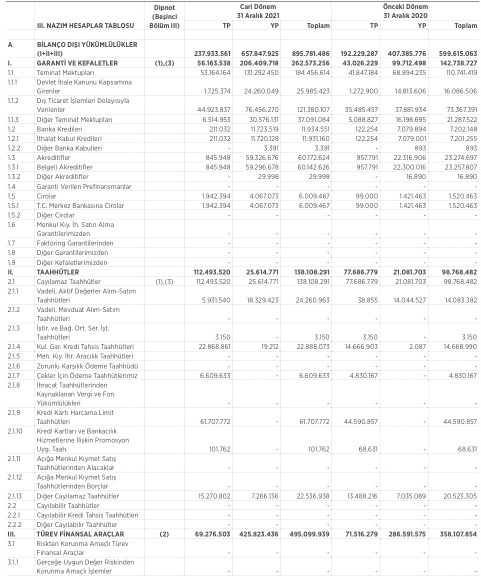 Dipnot Cari Dönem Önceki Dönem
(Beşinci 31 Aralık 2021 31 Aralık 2020
III. NAZIM HESAPLAR TABLOSU Bölüm III) TP YP Toplam TP YP Toplam
A. BİLANÇO DIŞI YÜKÜMLÜLÜKLER
(I+II+III) 237.933.561 657.847.925 895.781.486 192.229.287 407.385.776 599.615.063
I. GARANTİ VE KEFALETLER (1),(3) 56.163.538 206.409.718 262.573.256 43.026.229 99.712.498 142.738.727
1.1 Teminat Mektupları 53.164.164 131.292.450 184.456.614 41.847.184 68.894.235 110.741.419
1.1.1 Devlet İhale Kanunu Kapsamına
Girenler 1.725.374 24.260.049 25.985.423 1.272.900 14.813.606 16.086.506
1.1.2 Dış Ticaret İşlemleri Dolayısıyla
Verilenler 44.923.837 76.456.270 121.380.107 35.485.457 37.881.934 73.367.391
1.1.3 Diğer Teminat Mektupları 6.514.953 30.576.131 37.091.084 5.088.827 16.198.695 21.287.522
1.2 Banka Kredileri 211.032 11.723.519 11.934.551 122.254 7.079.894 7.202.148
1.2.1 İthalat Kabul Kredileri 211.032 11.720.128 11.931.160 122.254 7.079.001 7.201.255
1.2.2 Diğer Banka Kabulleri - 3.391 3.391 - 893 893
1.3 Akreditifler 845.948 59.326.676 60.172.624 957.791 22.316.906 23.274.697
1.3.1 Belgeli Akreditifler 845.948 59.296.678 60.142.626 957.791 22.300.016 23.257.807
1.3.2 Diğer Akreditifler - 29.998 29.998 - 16.890 16.890
1.4 Garanti Verilen Prefinansmanlar - - - - - -
1.5 Cirolar 1.942.394 4.067.073 6.009.467 99.000 1.421.463 1.520.463
1.5.1 T.C. Merkez Bankasına Cirolar 1.942.394 4.067.073 6.009.467 99.000 1.421.463 1.520.463
1.5.2 Diğer Cirolar - - - - - -
1.6 Menkul Kıy. İh. Satın Alma
Garantilerimizden - - - - - -
1.7 Faktoring Garantilerinden - - - - - -
1.8 Diğer Garantilerimizden - - - - - -
1.9 Diğer Kefaletlerimizden - - - - - -
II. TAAHHÜTLER 112.493.520 25.614.771 138.108.291 77.686.779 21.081.703 98.768.482
2.1 Cayılamaz Taahhütler (1),(3) 112.493.520 25.614.771 138.108.291 77.686.779 21.081.703 98.768.482
2.1.1 Vadeli, Aktif Değerler Alım-Satım
Taahhütleri 5.931.540 18.329.423 24.260.963 38.855 14.044.527 14.083.382
2.1.2 Vadeli, Mevduat Alım-Satım
Taahhütleri - - - - - -
2.1.3 İştir. ve Bağ. Ort. Ser. İşt.
Taahhütleri 3.150 - 3.150 3.150 - 3.150
2.1.4 Kul. Gar. Kredi Tahsis Taahhütleri 22.868.861 19.212 22.888.073 14.666.903 2.087 14.668.990
2.1.5 Men. Kıy. İhr. Aracılık Taahhütleri - - - - - -
2.1.6 Zorunlu Karşılık Ödeme Taahhüdü - - - - - -
2.1.7 Çekler İçin Ödeme Taahhütlerimiz 6.609.633 - 6.609.633 4.830.167 - 4.830.167
2.1.8 İhracat Taahhütlerinden
Kaynaklanan Vergi ve Fon
Yükümlülükleri - - - - - -
2.1.9 Kredi Kartı Harcama Limit
Taahhütleri 61.707.772 - 61.707.772 44.590.857 - 44.590.857
2.1.10 Kredi Kartları ve Bankacılık
Hizmetlerine İlişkin Promosyon
Uyg. Taah. 101.762 - 101.762 68.631 - 68.631
2.1.11 Açığa Menkul Kıymet Satış
Taahhütlerinden Alacaklar - - - - - -
2.1.12 Açığa Menkul Kıymet Satış
Taahhütlerinden Borçlar - - - - - -
2.1.13 Diğer Cayılamaz Taahhütler 15.270.802 7.266.136 22.536.938 13.488.216 7.035.089 20.523.305
2.2 Cayılabilir Taahhütler - - - - - -
2.2.1 Cayılabilir Kredi Tahsis Taahhütleri - - - - - -
2.2.2 Diğer Cayılabilir Taahhütler - - - - - -
III. TÜREV FİNANSAL ARAÇLAR (2) 69.276.503 425.823.436 495.099.939 71.516.279 286.591.575 358.107.854
3.1 Riskten Korunma Amaçlı Türev
Finansal Araçlar - - - - - -
3.1.1 Gerçeğe Uygun Değer Riskinden
Korunma Amaçlı İşlemler - - - - - -